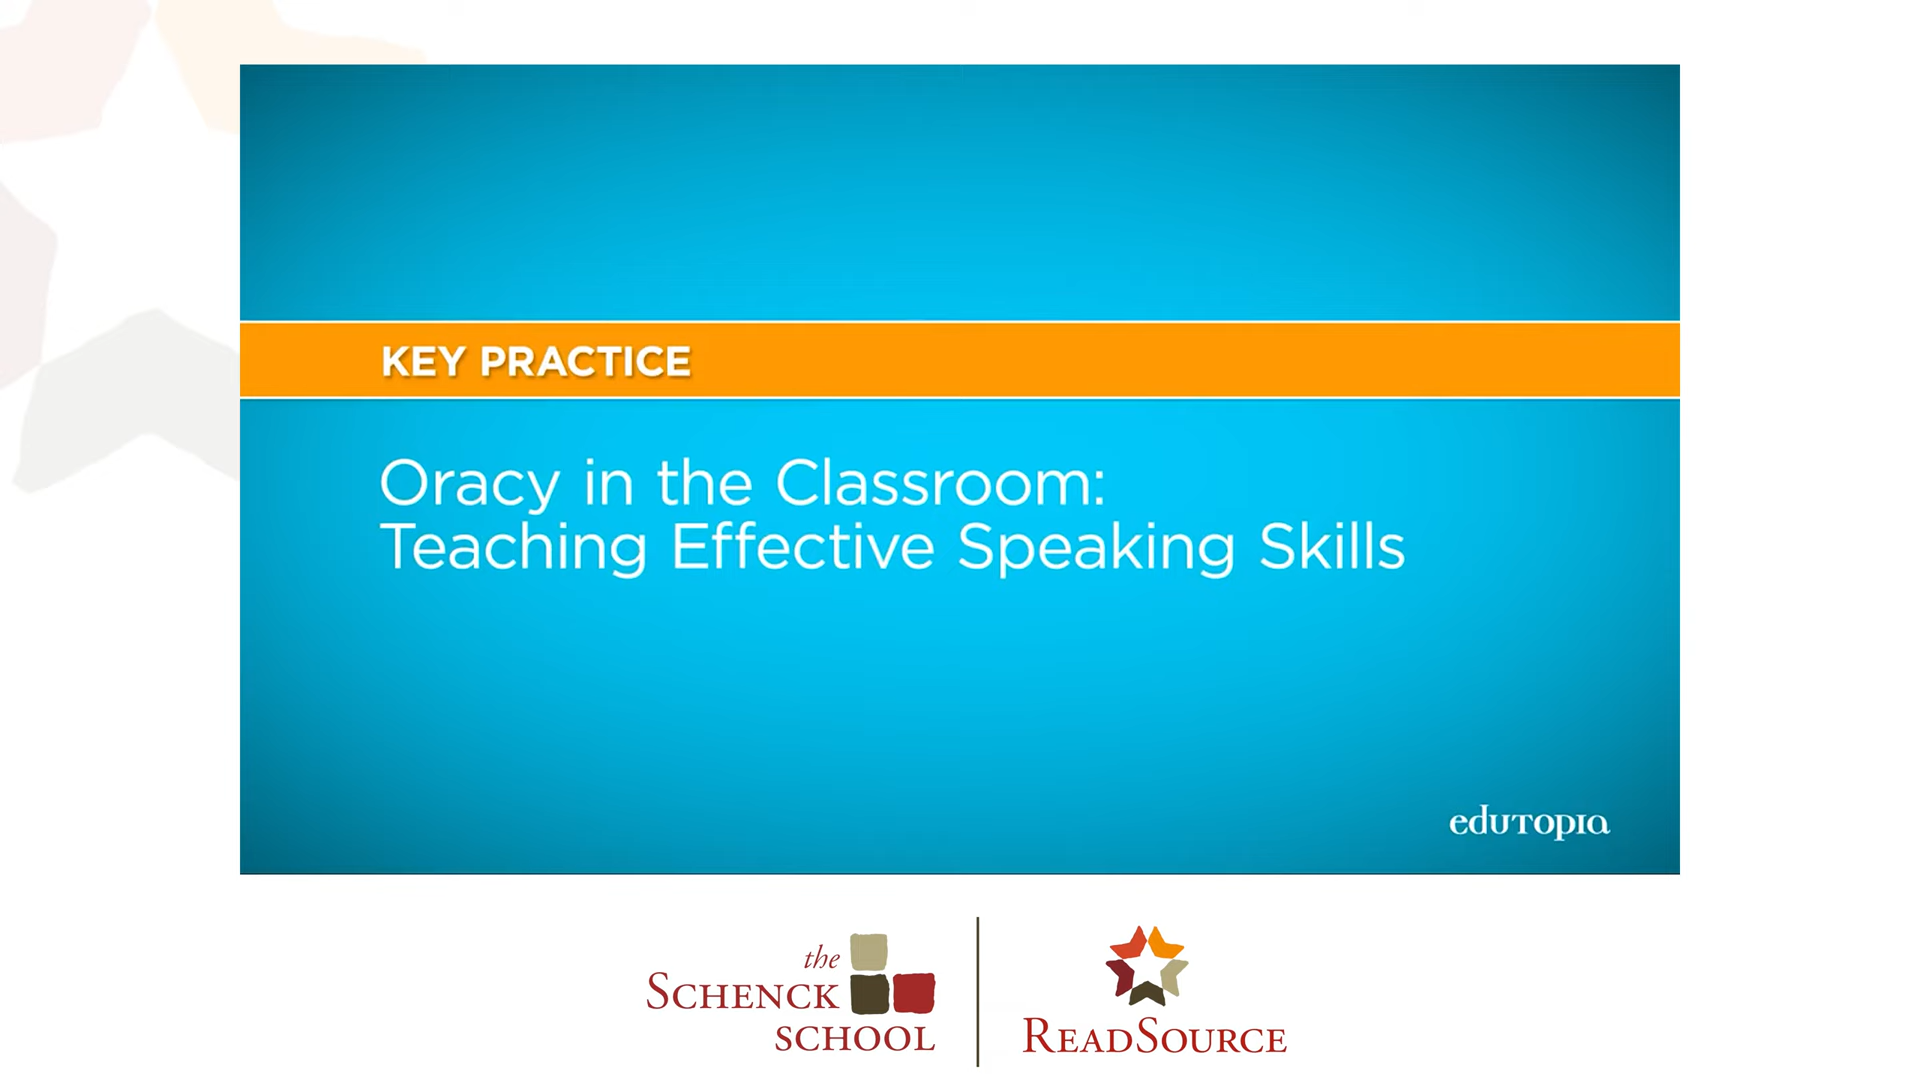 KEY PRACTICE
Oracy in the Classroom:
Teaching Effective Speaking Skills
edutopia
the
SCHENCK
SCHOOL
READSOURCE